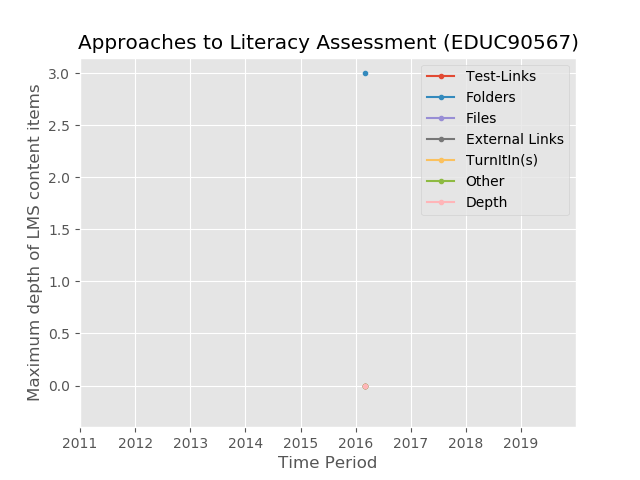 Approaches to Literacy Assessment (EDUC90567)
Maximum depth of LMS content items
3.0
2.5
2.0
1.5
1.0
0.5
0.0
Test-Links
Folders
Files
External Links
TurnItIn(s)
Other
Depth
2011 2012 2013 2014 2015 2016 2017 2018 2019
Time Period